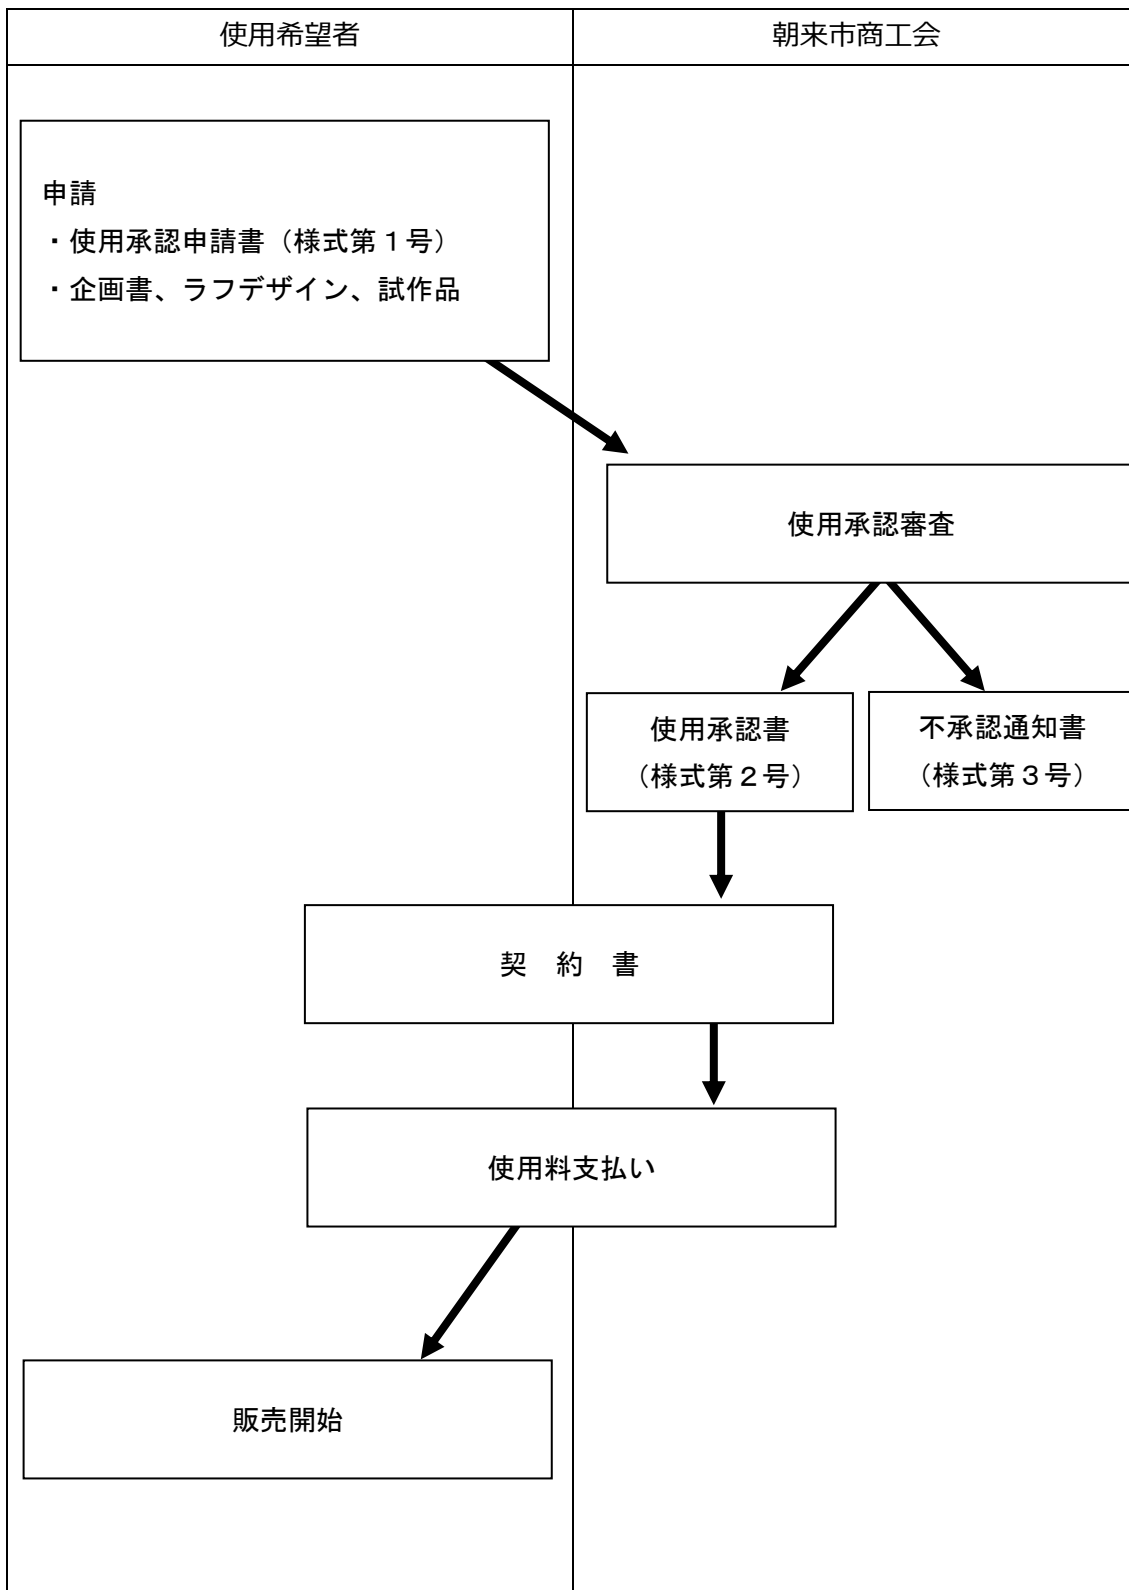 使用希望者
朝来市商工会
申請
・使用承認申請書（様式第１号）
・企画書、ラフデザイン、試作品
使用承認審査
使用承認書
（様式第２号）
不承認通知書
（様式第３号）
契　約　書
使用料支払い
販売開始